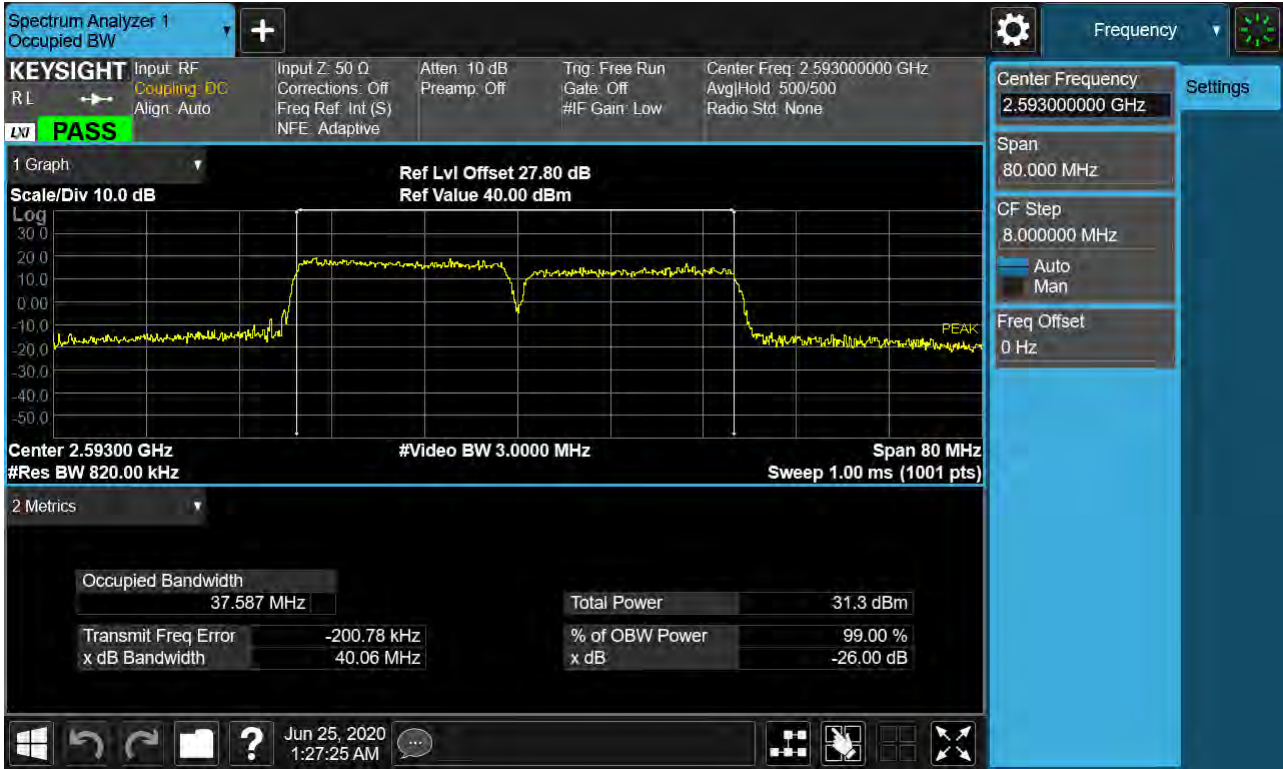 Spectrum Analyzer 1
Occupied BW
+
Frequency
KEYSIGHT
R L
LXI
PASS
Input: RF
Coupling: DC
Align: Auto
Input Z: 50 Ω
Corrections: Off
Freq Ref: Int (S)
NFE: Adaptive
Atten: 10 dB
Preamp: Off
Trig: Free Run
Gate: Off
#IF Gain: Low
Center Freq: 2.593000000 GHz
Avg|Hold: 500/500
Radio Std: None
Center Frequency
2.593000000 GHz
Settings
Span
80.000 MHz
CF Step
8.000000 MHz
Auto
Man
Freq Offset
0 Hz
1 Graph
Scale/Div 10.0 dB
Ref Lvl Offset 27.80 dB
Ref Value 40.00 dBm
Log
30.0
20.0
10.0
0.00
-10.0
-20.0
-30.0
-40.0
-50.0
PEAK
Center 2.59300 GHz
#Video BW 3.0000 MHz
Span 80 MHz
#Res BW 820.00 kHz
Sweep 1.00 ms (1001 pts)
2 Metrics
Occupied Bandwidth
37.587 MHz
Total Power 31.3 dBm
Transmit Freq Error -200.78 kHz
% of OBW Power 99.00 %
x dB Bandwidth 40.06 MHz
x dB -26.00 dB
?
Jun 25, 2020
1:27:25 AM